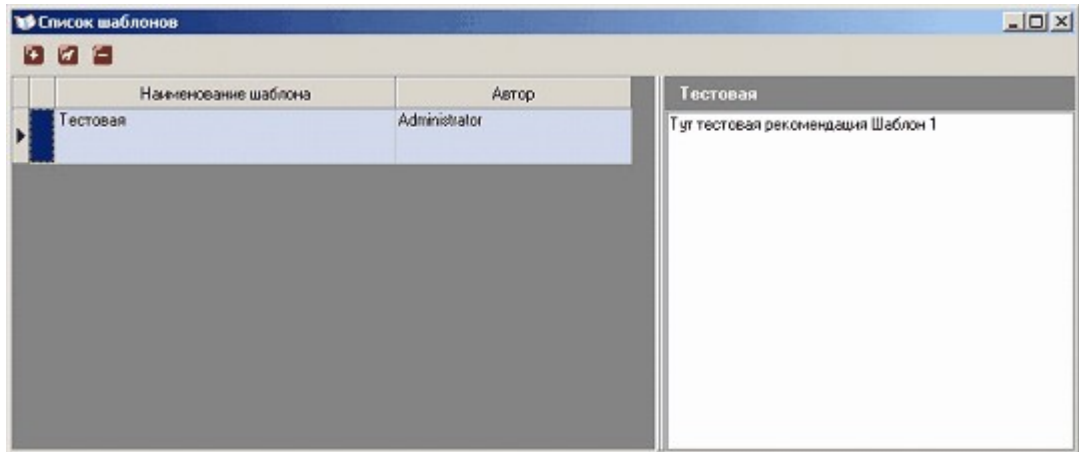 Список шаблонов
Наименование шаблона Автор
Тестовая Administrator
Тестовая
Тут тестовая рекомендация Шаблон 1